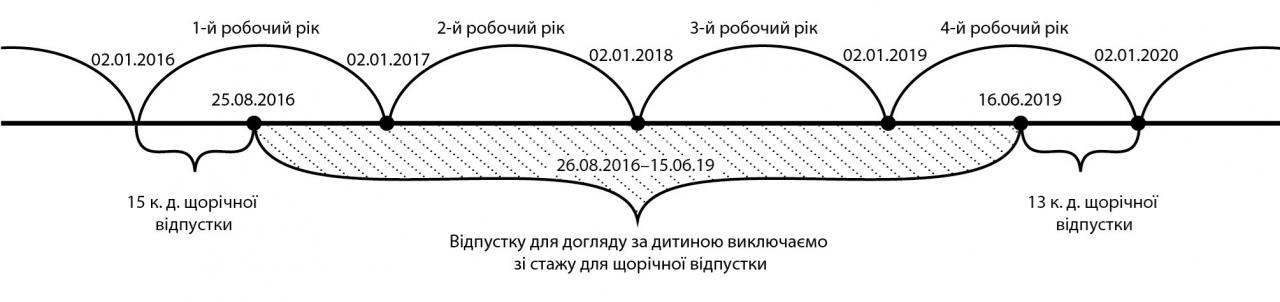 1-й робочий рік
2-й робочий рік
3-й робочий рік
4-й робочий рік
02.01.2016
02.01.2017
02.01.2018
02.01.2019
02.01.2020
25.08.2016
16.06.2019
26.08.2016–15.06.19
15 к. д. щорічної
відпустки
13 к. д. щорічної
відпустки
Відпустку для догляду за дитиною виключаємо
зі стажу для щорічної відпустки